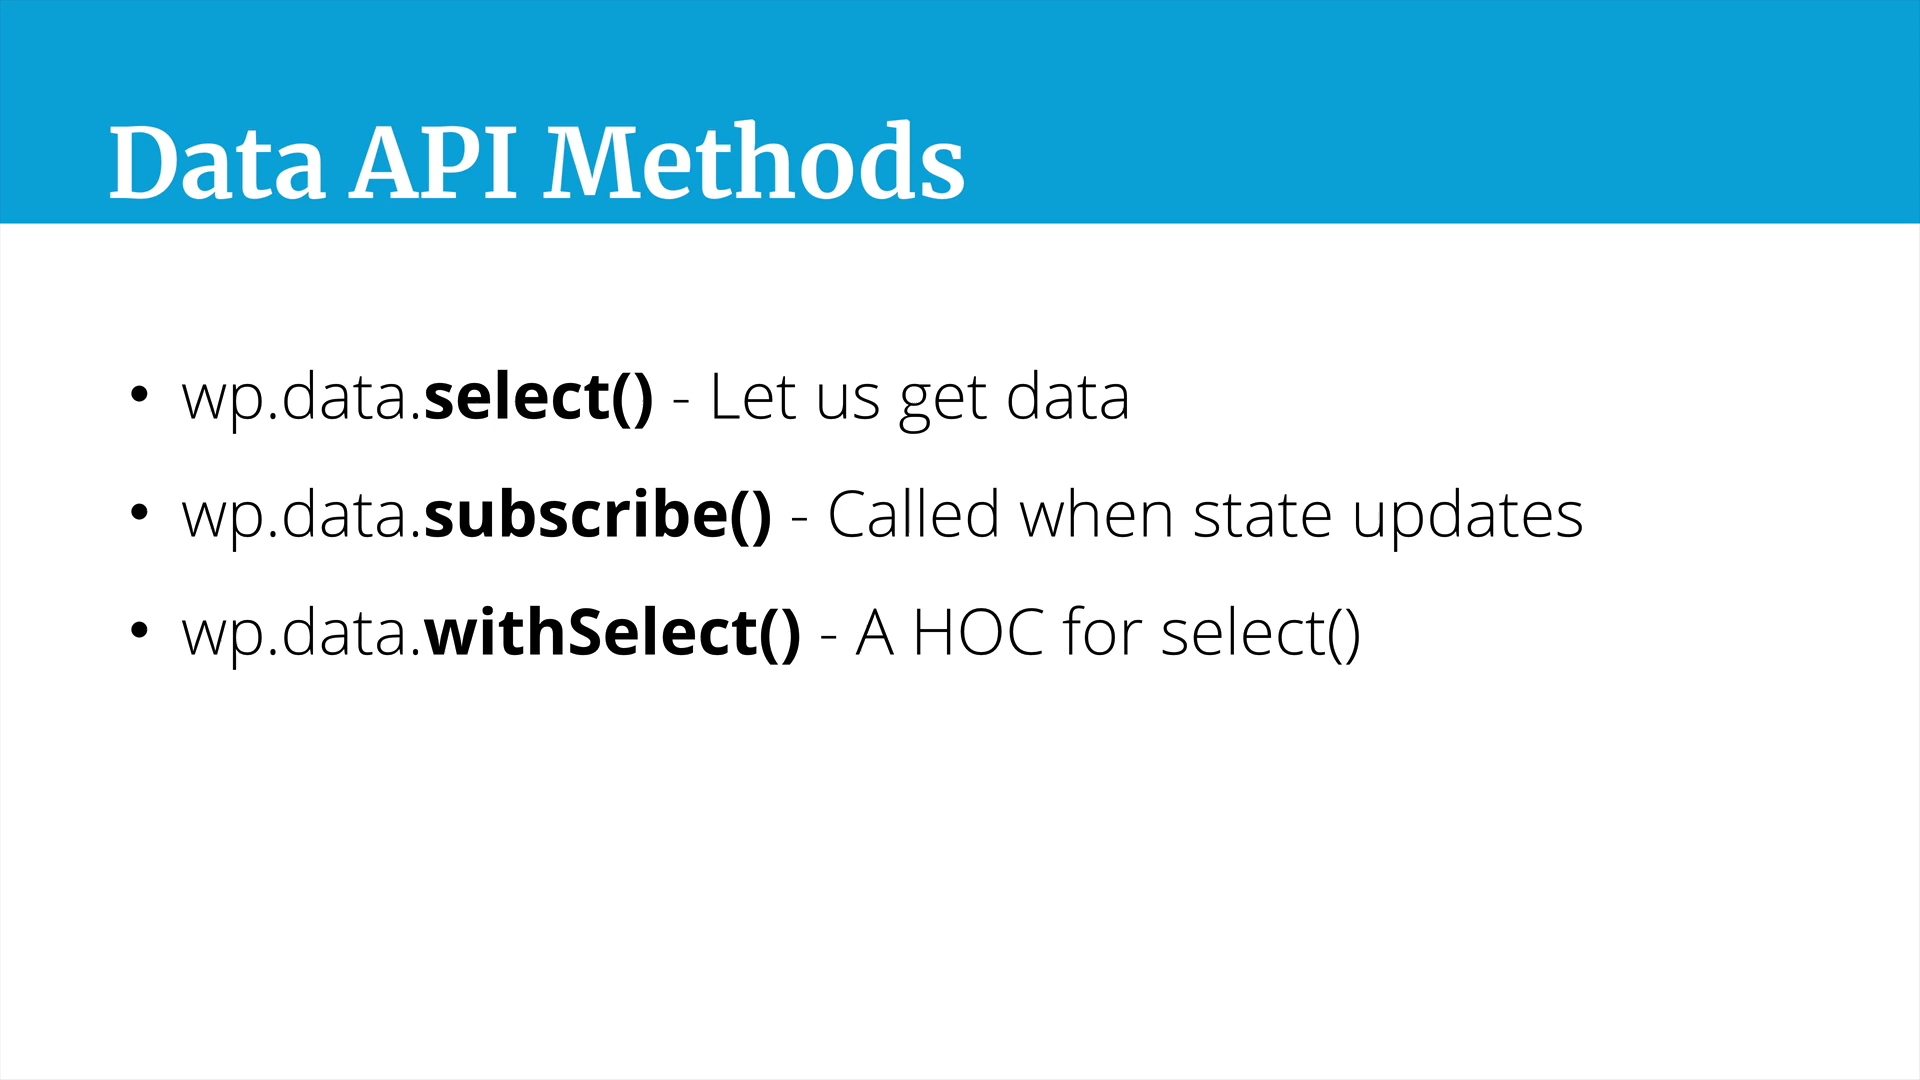 Data API Methods
• wp.data.select() - Let us get data
• wp.data.subscribe() - Called when state updates
• wp.data.withSelect() - A HOC for select()